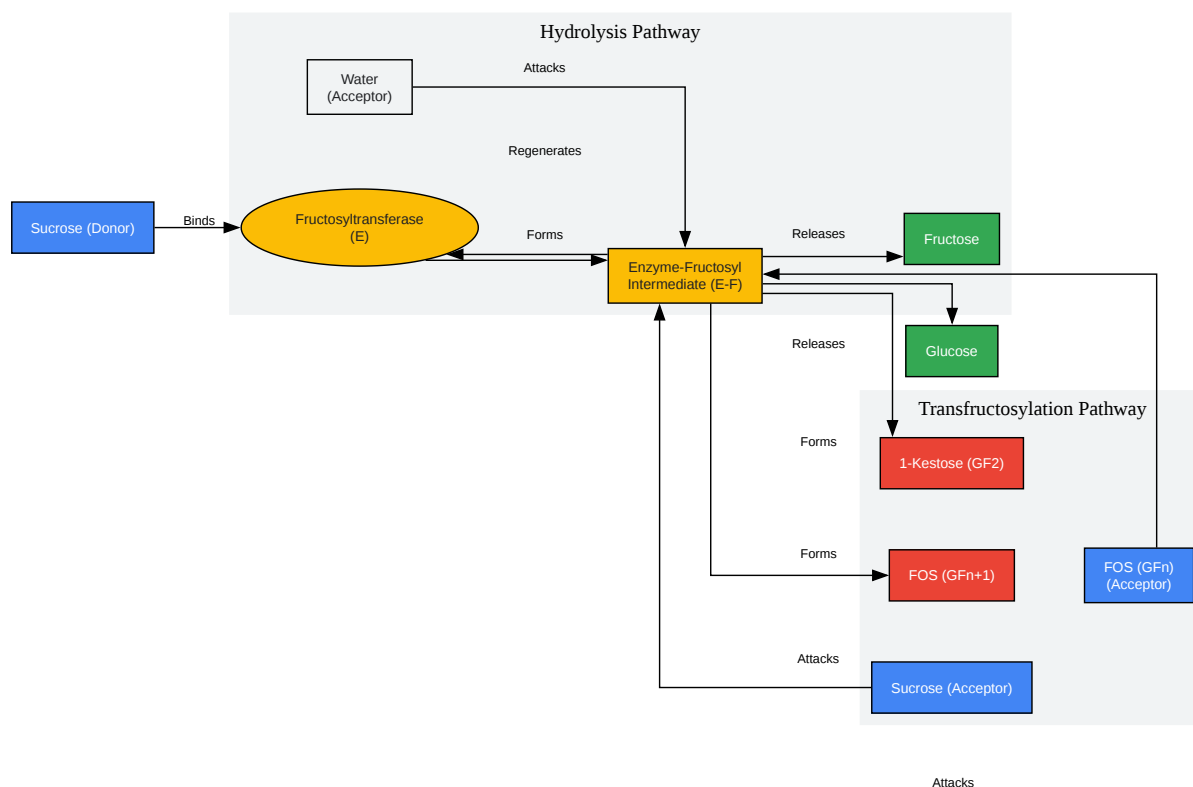 Hydrolysis Pathway
Water
(Acceptor)
Attacks
Regenerates
Sucrose (Donor)
Binds
Fructosyltransferase
(E)
Forms
Enzyme-Fructosyl
Intermediate (E-F)
Releases
Fructose
Releases
Glucose
Transfructosylation Pathway
Forms
1-Kestose (GF2)
Forms
FOS (GFn+1)
FOS (GFn)
(Acceptor)
Attacks
Sucrose (Acceptor)
Attacks